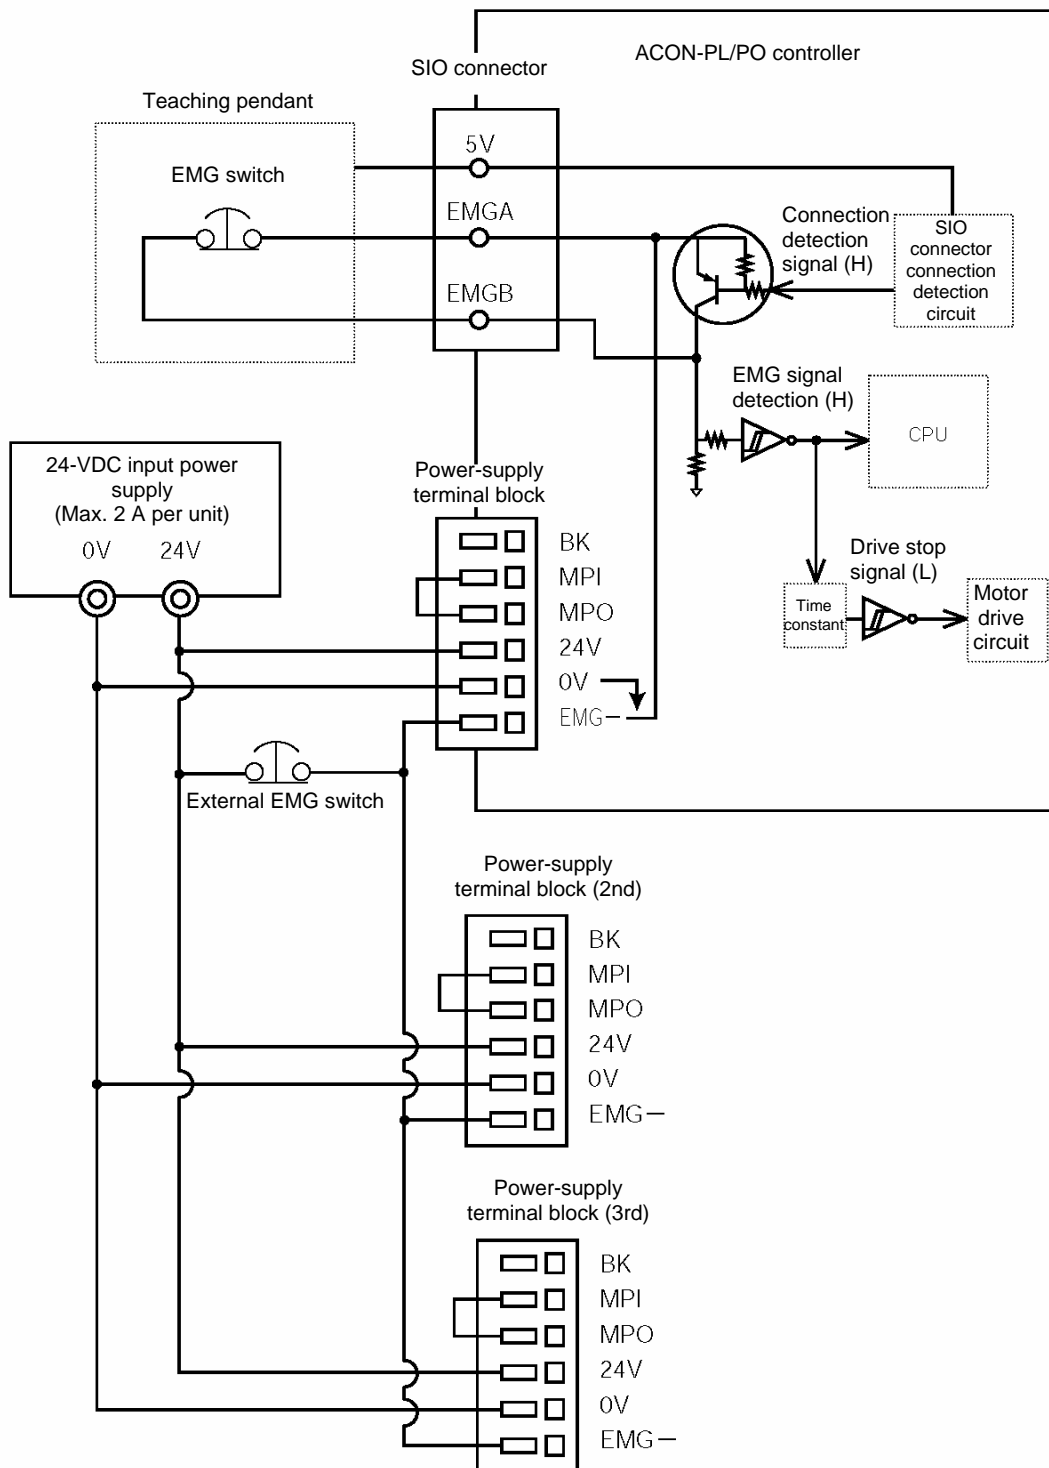 ACON-PL/PO controller
SIO connector
Teaching pendant
EMG switch
5V
EMGA
EMGB
Connection
detection
signal (H)
SIO
connector
connection
detection
circuit
EMG signal
detection (H)
CPU
24-VDC input power
supply
(Max. 2 A per unit)
0V 24V
Power-supply
terminal block
BK
MPI
MPO
24V
0V
EMG−
Drive stop
signal (L)
Time
constant
Motor
drive
circuit
External EMG switch
Power-supply
terminal block (2nd)
BK
MPI
MPO
24V
0V
EMG−
Power-supply
terminal block (3rd)
BK
MPI
MPO
24V
0V
EMG−